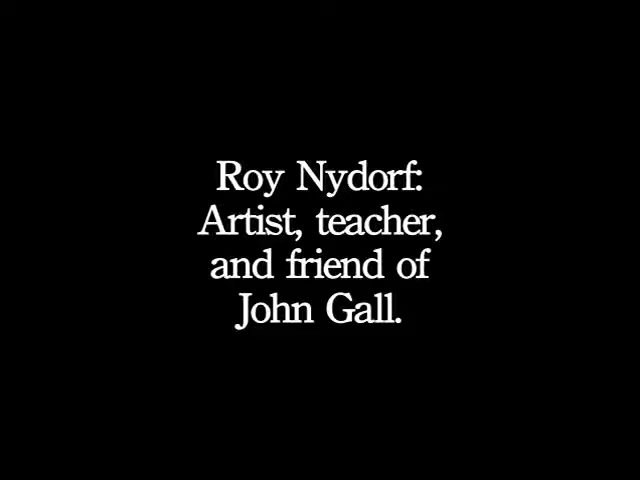 Roy Nydorf:
Artist, teacher,
and friend of
John Gall.